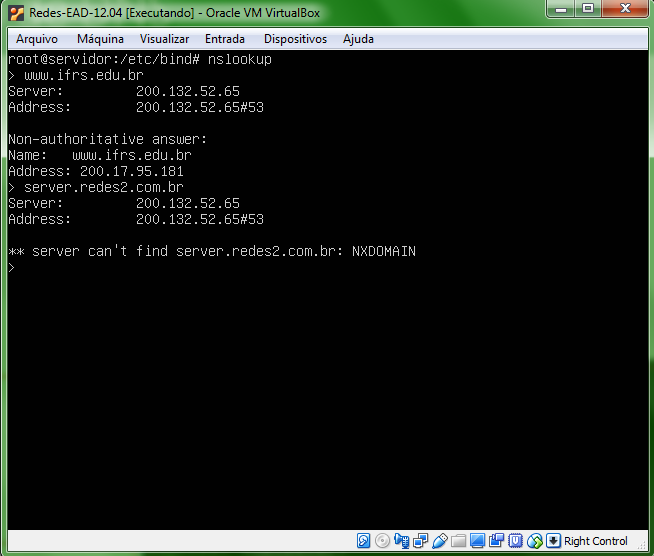 Redes-EAD-12.04 [Executando] - Oracle VM VirtualBox
Arquivo Máquina Visualizar Entrada Dispositivos Ajuda
root@servidor:/etc/bind# nslookup
> www.ifrs.edu.br
Server: 200.132.52.65
Address: 200.132.52.65#53
Non-authoritative answer:
Name: www.ifrs.edu.br
Address: 200.17.95.181
> server.redes2.com.br
Server: 200.132.52.65
Address: 200.132.52.65#53
** server can't find server.redes2.com.br: NXDOMAIN
>
Right Control